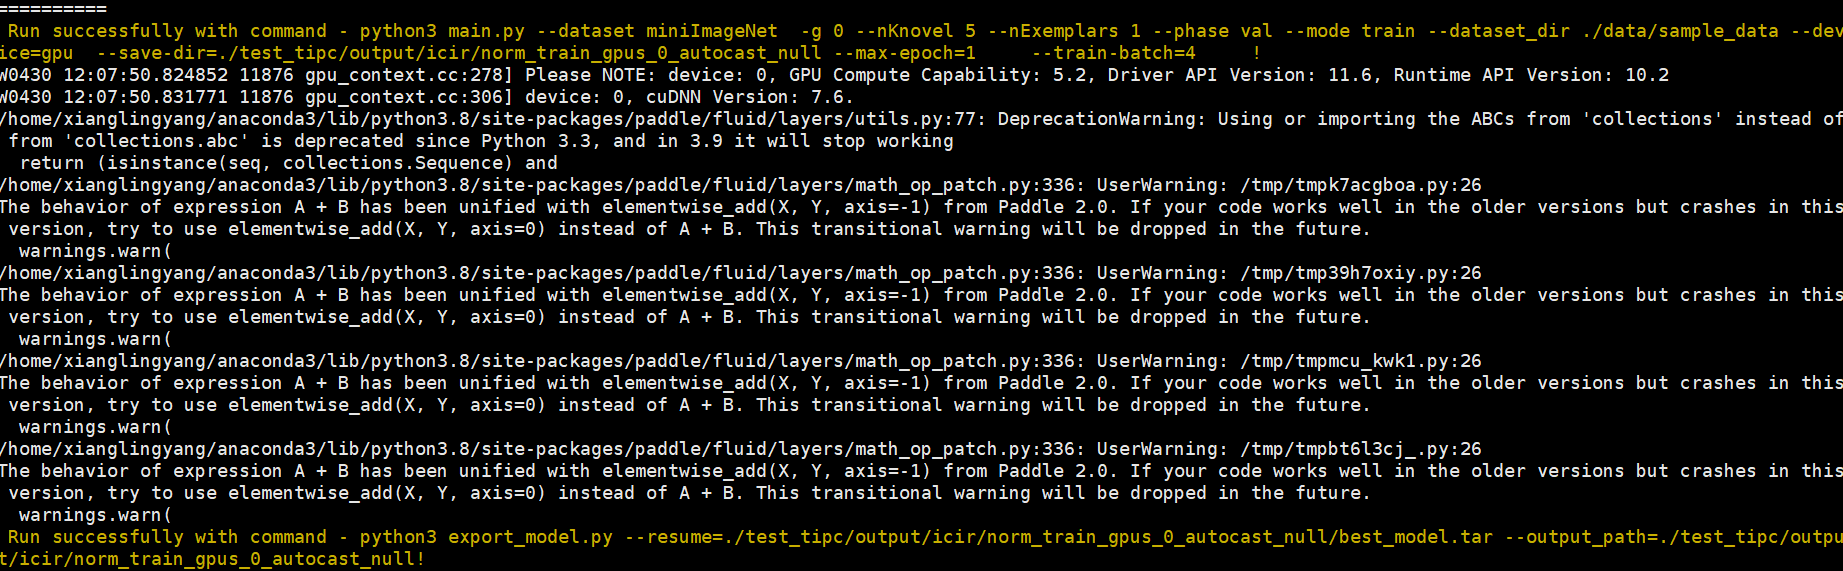 ==========
 Run successfully with command - python3 main.py --dataset miniImageNet  -g 0 --nKnovel 5 --nExemplars 1 --phase val --mode train --dataset_dir ./data/sample_data --dev
ice=gpu  --save-dir=./test_tipc/output/icir/norm_train_gpus_0_autocast_null --max-epoch=1     --train-batch=4     !
W0430 12:07:50.824852 11876 gpu_context.cc:278] Please NOTE: device: 0, GPU Compute Capability: 5.2, Driver API Version: 11.6, Runtime API Version: 10.2
W0430 12:07:50.831771 11876 gpu_context.cc:306] device: 0, cuDNN Version: 7.6.
/home/xianglingyang/anaconda3/lib/python3.8/site-packages/paddle/fluid/layers/utils.py:77: DeprecationWarning: Using or importing the ABCs from 'collections' instead of
 from 'collections.abc' is deprecated since Python 3.3, and in 3.9 it will stop working
  return (isinstance(seq, collections.Sequence) and
/home/xianglingyang/anaconda3/lib/python3.8/site-packages/paddle/fluid/layers/math_op_patch.py:336: UserWarning: /tmp/tmpk7acgboa.py:26
The behavior of expression A + B has been unified with elementwise_add(X, Y, axis=-1) from Paddle 2.0. If your code works well in the older versions but crashes in this
 version, try to use elementwise_add(X, Y, axis=0) instead of A + B. This transitional warning will be dropped in the future.
  warnings.warn(
/home/xianglingyang/anaconda3/lib/python3.8/site-packages/paddle/fluid/layers/math_op_patch.py:336: UserWarning: /tmp/tmp39h7oxiy.py:26
The behavior of expression A + B has been unified with elementwise_add(X, Y, axis=-1) from Paddle 2.0. If your code works well in the older versions but crashes in this
 version, try to use elementwise_add(X, Y, axis=0) instead of A + B. This transitional warning will be dropped in the future.
  warnings.warn(
/home/xianglingyang/anaconda3/lib/python3.8/site-packages/paddle/fluid/layers/math_op_patch.py:336: UserWarning: /tmp/tmpmcu_kwk1.py:26
The behavior of expression A + B has been unified with elementwise_add(X, Y, axis=-1) from Paddle 2.0. If your code works well in the older versions but crashes in this
 version, try to use elementwise_add(X, Y, axis=0) instead of A + B. This transitional warning will be dropped in the future.
  warnings.warn(
/home/xianglingyang/anaconda3/lib/python3.8/site-packages/paddle/fluid/layers/math_op_patch.py:336: UserWarning: /tmp/tmpbt6l3cj_.py:26
The behavior of expression A + B has been unified with elementwise_add(X, Y, axis=-1) from Paddle 2.0. If your code works well in the older versions but crashes in this
 version, try to use elementwise_add(X, Y, axis=0) instead of A + B. This transitional warning will be dropped in the future.
  warnings.warn(
 Run successfully with command - python3 export_model.py --resume=./test_tipc/output/icir/norm_train_gpus_0_autocast_null/best_model.tar --output_path=./test_tipc/outpu
t/icir/norm_train_gpus_0_autocast_null!